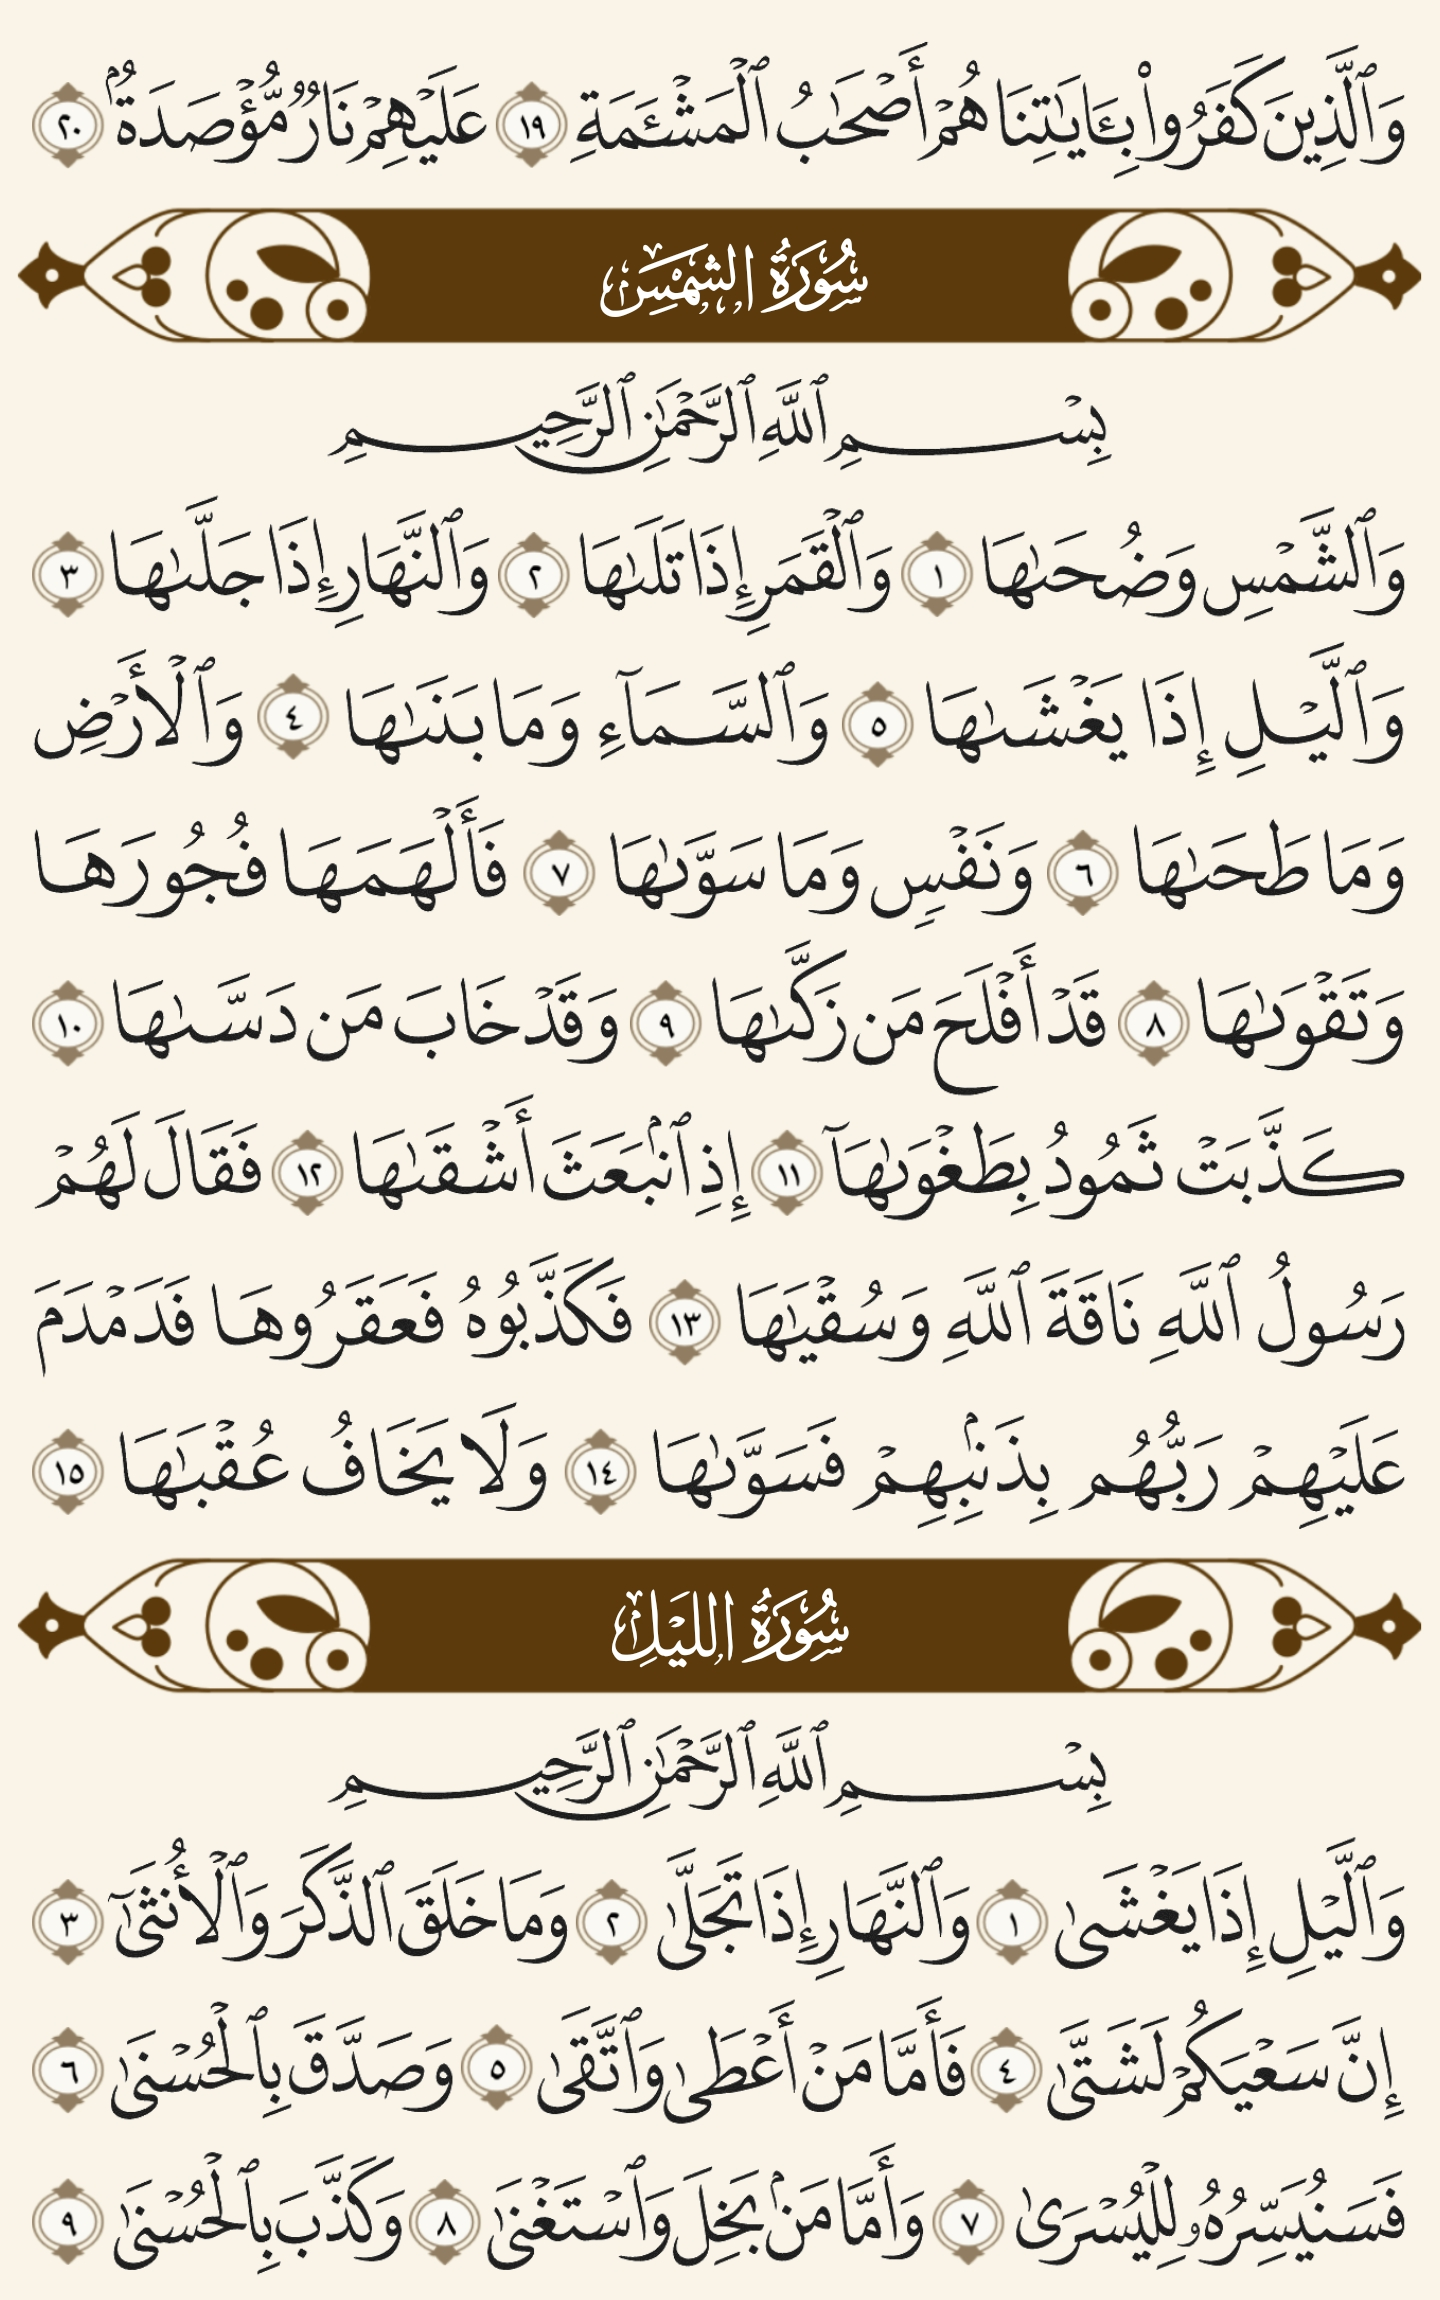 وَٱلَّذِينَ كَفَرُوا۟ بِـَٔايَـٰتِنَا هُمْ أَصْحَـٰبُ ٱلْمَشْـَٔمَةِ ١٩ عَلَيْهِمْ نَارٌ مُّؤْصَدَةٌۢ ٢٠
سُورَةُ الشَّمْسِ
بِسْمِ ٱللَّهِ ٱلرَّحْمَـٰنِ ٱلرَّحِيمِ
وَٱلشَّمْسِ وَضُحَىٰهَا ١ وَٱلْقَمَرِ إِذَا تَلَىٰهَا ٢ وَٱلنَّهَارِ إِذَا جَلَّىٰهَا ٣
وَٱلَّيْلِ إِذَا يَغْشَىٰهَا ٥ وَٱلسَّمَآءِ وَمَا بَنَىٰهَا ٤ وَٱلْأَرْضِ
وَمَا طَحَىٰهَا ٦ وَنَفْسٍ وَمَا سَوَّىٰهَا ٧ فَأَلْهَمَهَا فُجُورَهَا
وَتَقْوَىٰهَا ٨ قَدْ أَفْلَحَ مَن زَكَّىٰهَا ٩ وَقَدْ خَابَ مَن دَسَّىٰهَا ١٠
كَذَّبَتْ ثَمُودُ بِطَغْوَىٰهَآ ١١ إِذِ ٱنۢبَعَثَ أَشْقَىٰهَا ١٢ فَقَالَ لَهُمْ
رَسُولُ ٱللَّهِ نَاقَةَ ٱللَّهِ وَسُقْيَـٰهَا ١٣ فَكَذَّبُوهُ فَعَقَرُوهَا فَدَمْدَمَ
عَلَيْهِمْ رَبُّهُم بِذَنۢبِهِمْ فَسَوَّىٰهَا ١٤ وَلَا يَخَافُ عُقْبَـٰهَا ١٥
سُورَةُ اللَّيْلِ
بِسْمِ ٱللَّهِ ٱلرَّحْمَـٰنِ ٱلرَّحِيمِ
وَٱلَّيْلِ إِذَا يَغْشَىٰ ١ وَٱلنَّهَارِ إِذَا تَجَلَّىٰ ٢ وَمَا خَلَقَ ٱلذَّكَرَ وَٱلْأُنثَىٰٓ ٣
إِنَّ سَعْيَكُمْ لَشَتَّىٰ ٤ فَأَمَّا مَنْ أَعْطَىٰ وَٱتَّقَىٰ ٥ وَصَدَّقَ بِٱلْحُسْنَىٰ ٦
فَسَنُيَسِّرُهُۥ لِلْيُسْرَىٰ ٧ وَأَمَّا مَنۢ بَخِلَ وَٱسْتَغْنَىٰ ٨ وَكَذَّبَ بِٱلْحُسْنَىٰ ٩